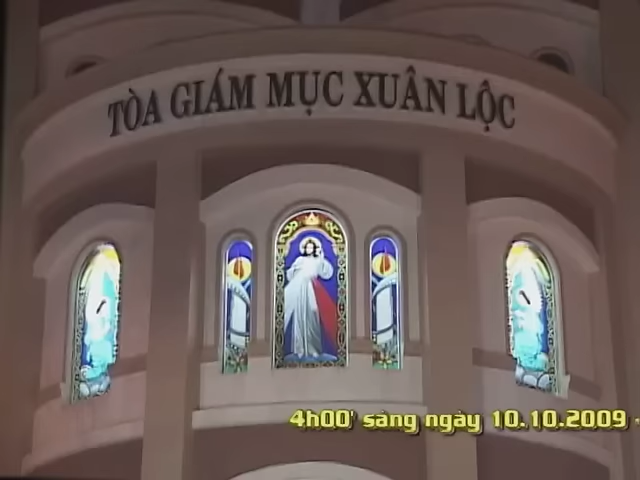 TÒA GIÁM MỤC XUÂN LỘC
4h00' sáng ngày 10.10.2009 -